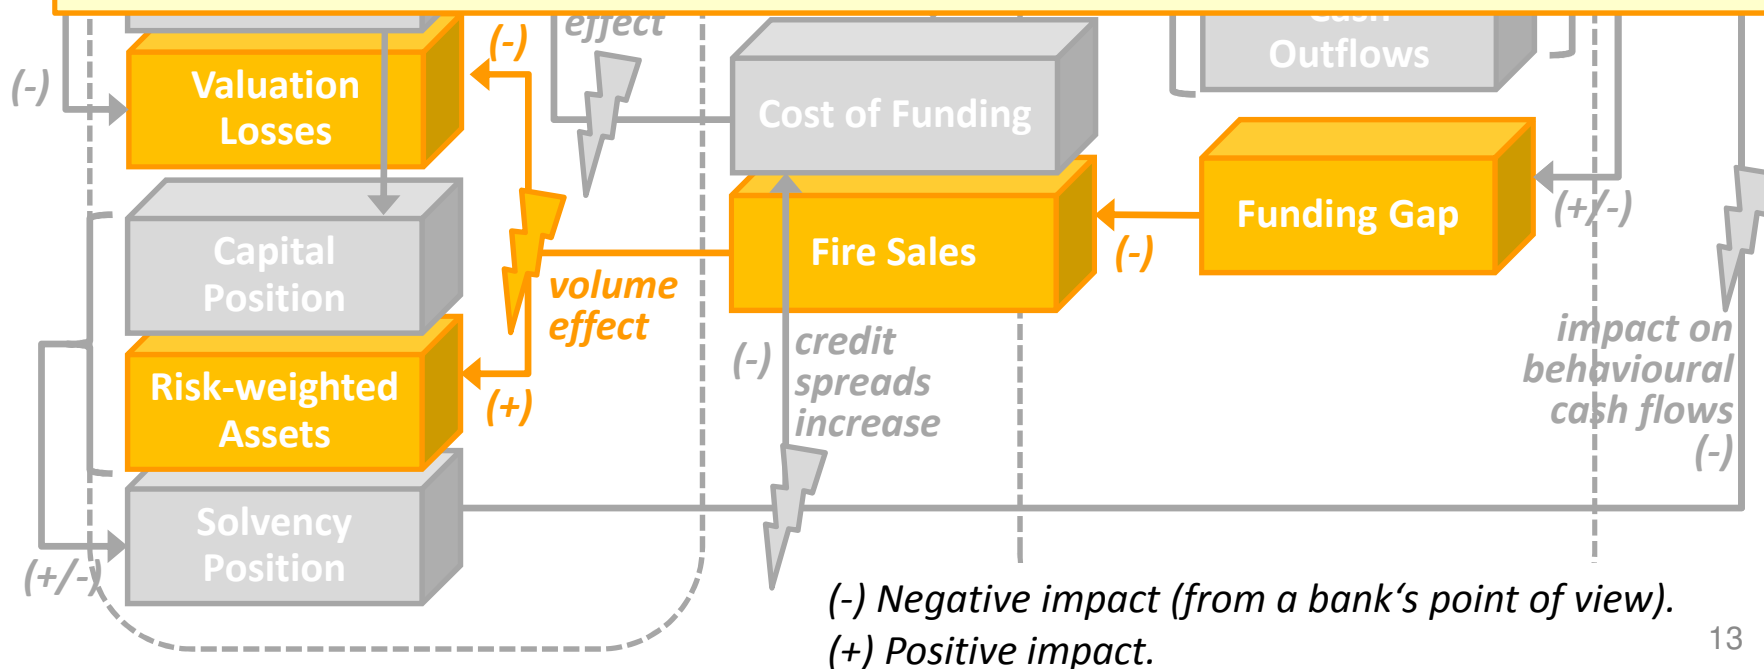 effect
Cash
Outflows
(-)
(-)
Valuation
Losses
Cost of Funding
Capital
Position
Fire Sales
(-)
Funding Gap
(+/-)
volume
effect
(-)
credit
spreads
increase
impact on
behavioural
cash flows
(-)
Risk-weighted
Assets
(+)
Solvency
Position
(+/-)
(-) Negative impact (from a bank‘s point of view).
(+) Positive impact.
13